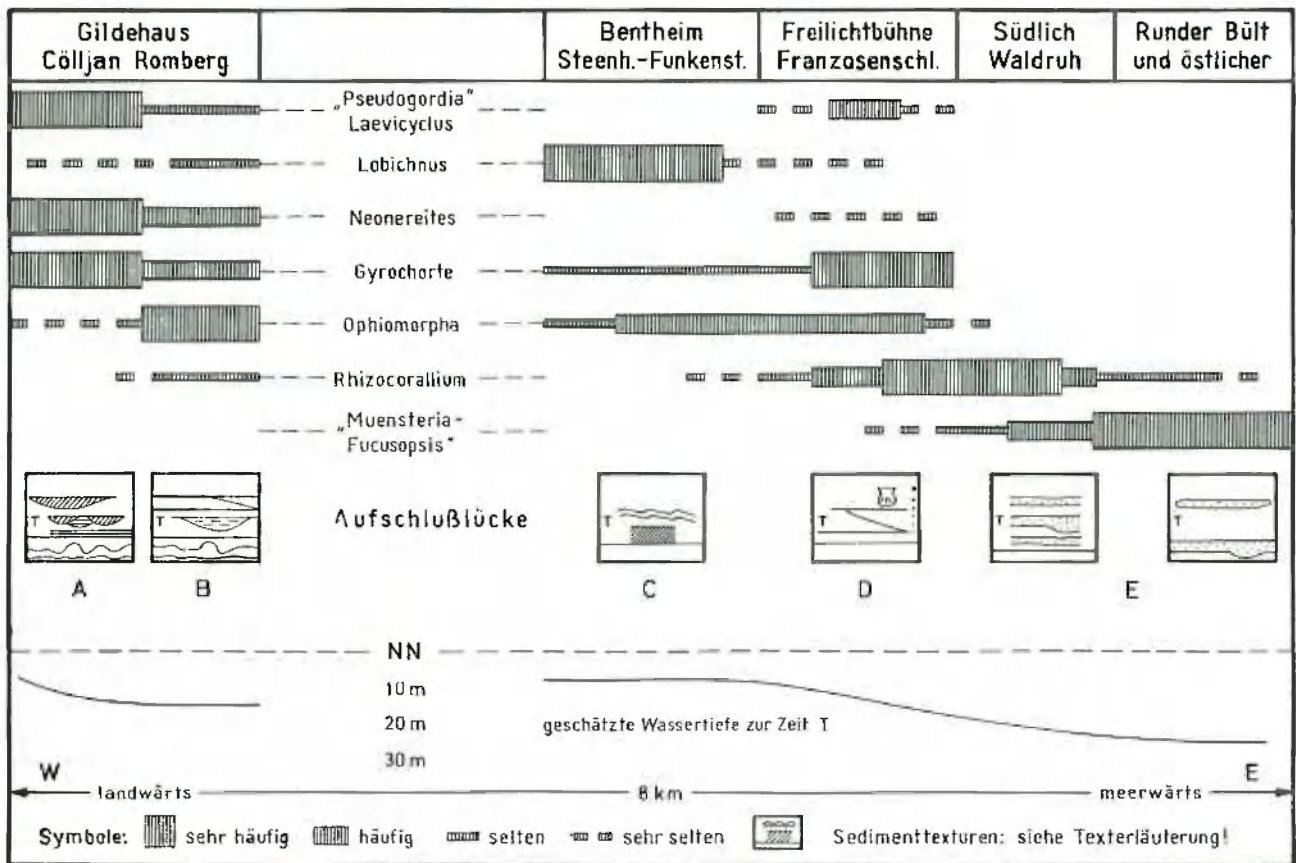 Gildehaus
Cölljan Romberg
Bentheim
Steenh.-Funkenst.
Freilichtbühne
Franzosenschl.
Südlich
Waldruh
Runder Bült
und östlicher
„Pseudogordia"
Laevicyclus
Lobichnus
Neonereites
Gyrochorte
Ophiomorpha
Rhizocorallium
„Muensteria-
Fucusopsis"
T
T
Aufschlußlücke
T
T
T
T
A
B
C
D
E
NN
10 m
20 m
30 m
geschätzte Wassertiefe zur Zeit T
W
E
landwärts
8 km
meerwärts
Symbole: sehr häufig häufig selten sehr selten Sedimenttexturen: siehe Texterläuterung!